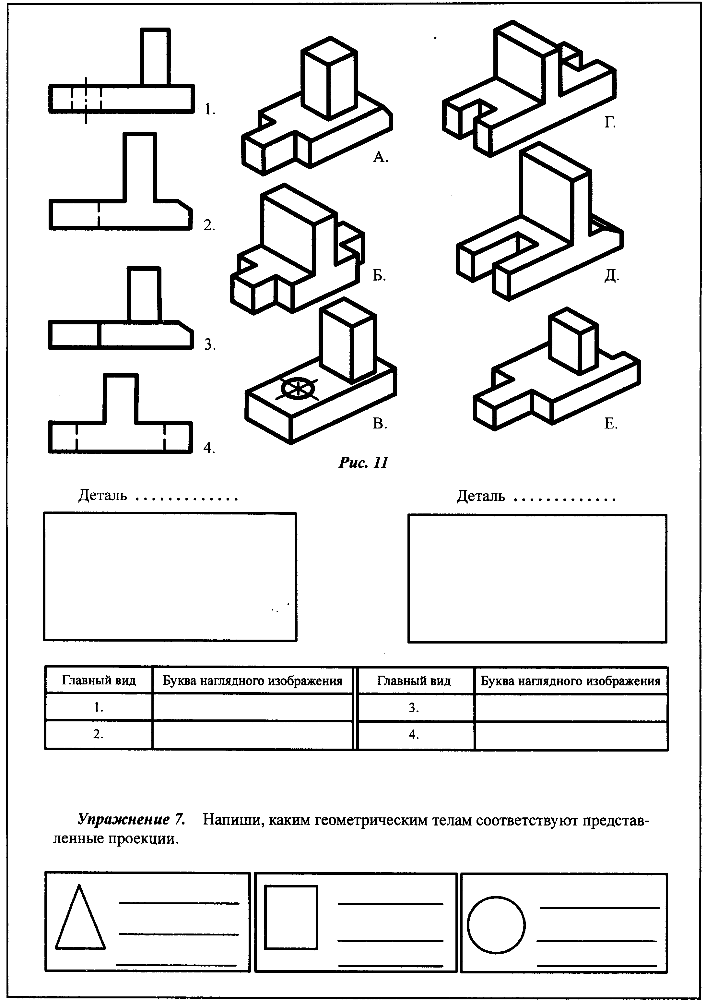 1.
2.
3.
4.
А.
Б.
В.
Г.
Д.
Е.
Рис. 11
Деталь .............
Деталь .............
Главный вид
Буква наглядного изображения
Главный вид
Буква наглядного изображения
1.
3.
2.
4.
Упражнение 7. Напиши, каким геометрическим телам соответствуют представ-
ленные проекции.